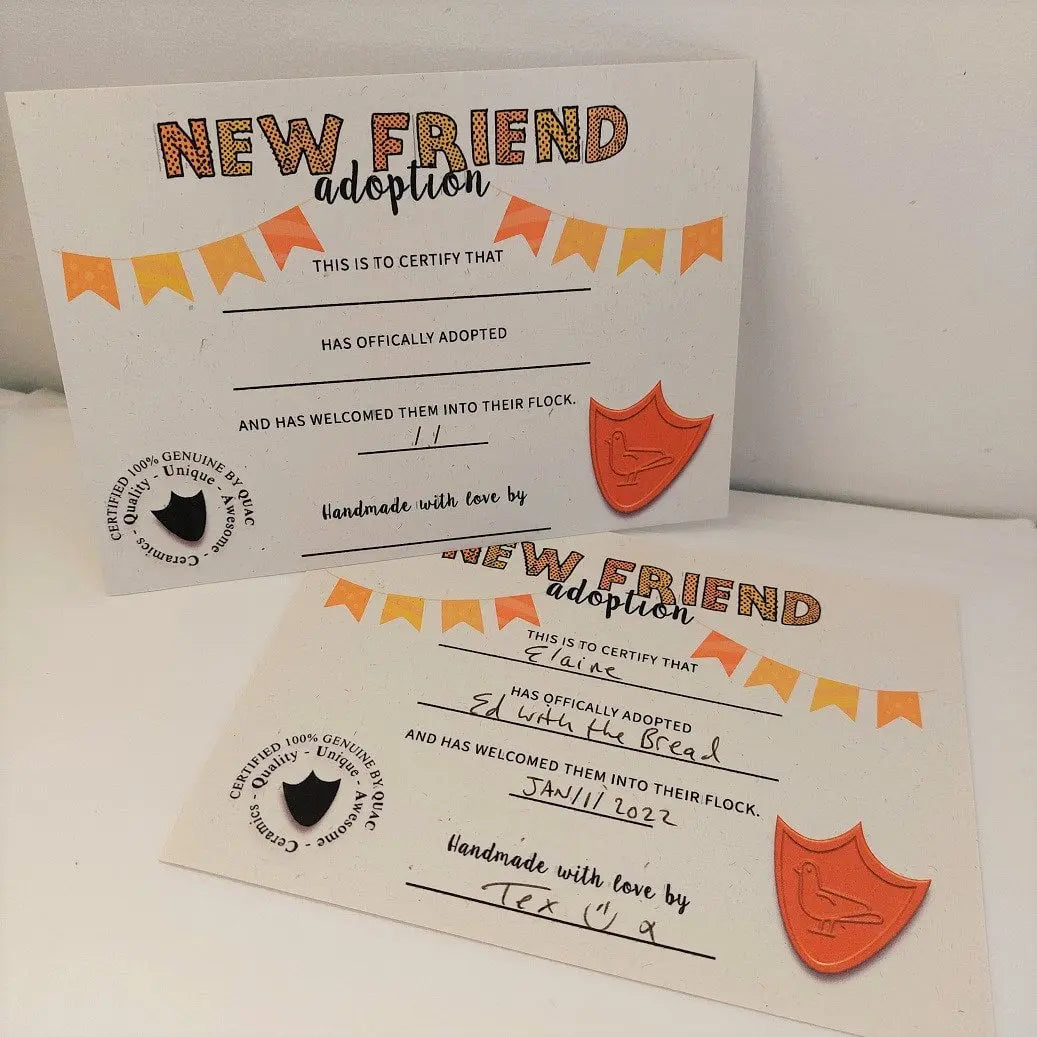 NEW FRIEND
adoption
THIS IS TO CERTIFY THAT
HAS OFFICALLY ADOPTED
AND HAS WELCOMED THEM INTO THEIR FLOCK.
/ /
Handmade with love by
CERTIFIED 100% GENUINE BY QUAC
Quality - Unique - Awesome - Ceramics -
NEW FRIEND
adoption
THIS IS TO CERTIFY THAT
Elaine
HAS OFFICALLY ADOPTED
Ed with the Bread
AND HAS WELCOMED THEM INTO THEIR FLOCK.
JAN/1/2022
Handmade with love by
Tex
CERTIFIED 100% GENUINE BY QUAC
Quality - Unique - Awesome - Ceramics -